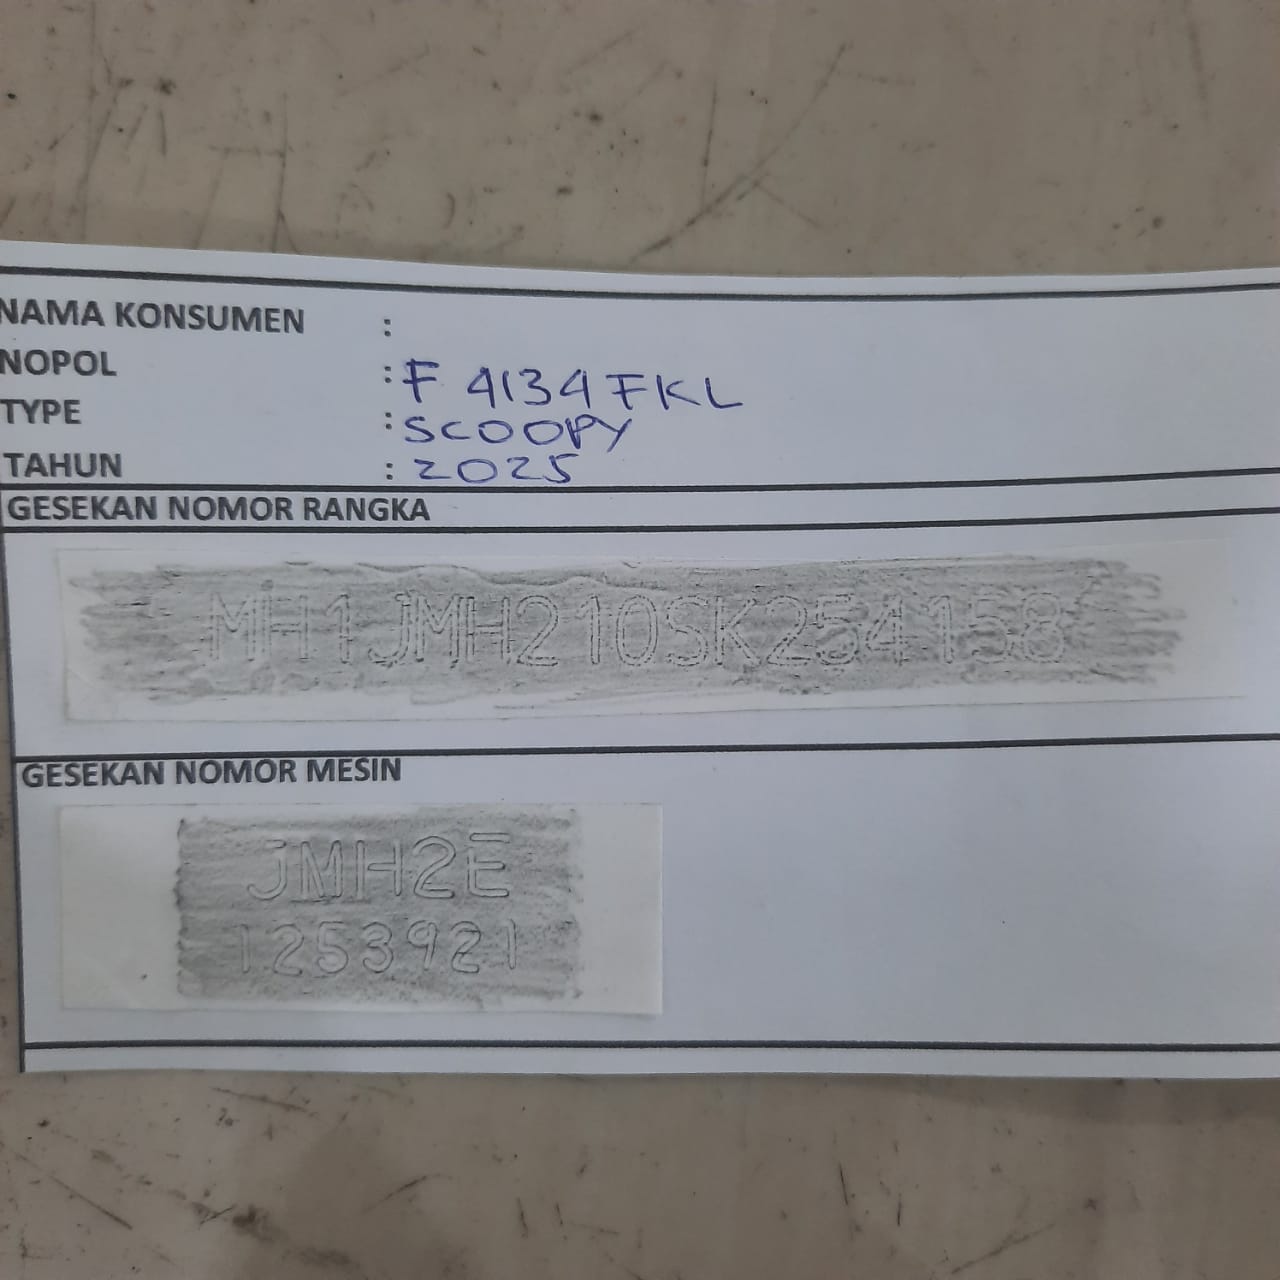 NAMA KONSUMEN :
NOPOL : F 4134 FKL
TYPE : SCOOPY
TAHUN : 2025
GESEKAN NOMOR RANGKA
MH1JMH210SK254158
GESEKAN NOMOR MESIN
JMH2E
1253921